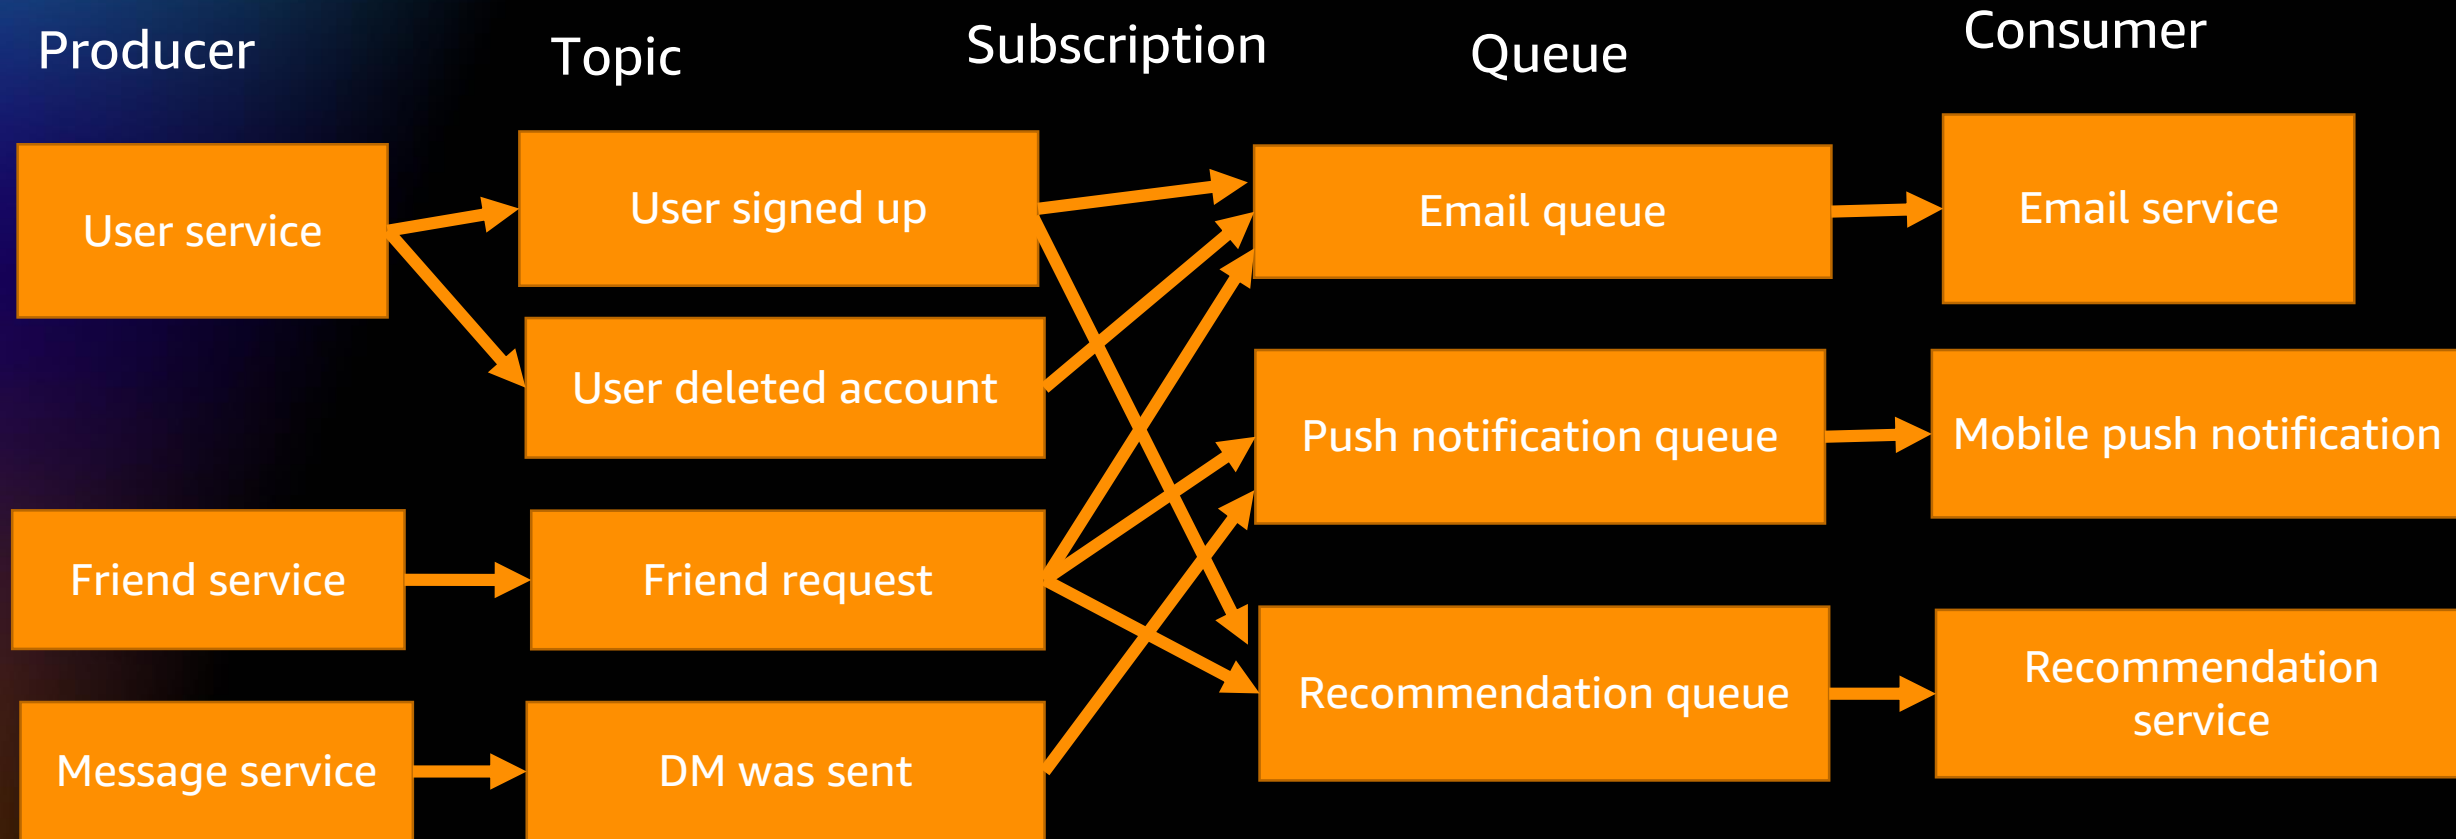 Producer
Topic
Subscription
Queue
Consumer
User service
User signed up
Email queue
Email service
User deleted account
Push notification queue
Mobile push notification
Friend service
Friend request
Recommendation queue
Recommendation
service
Message service
DM was sent